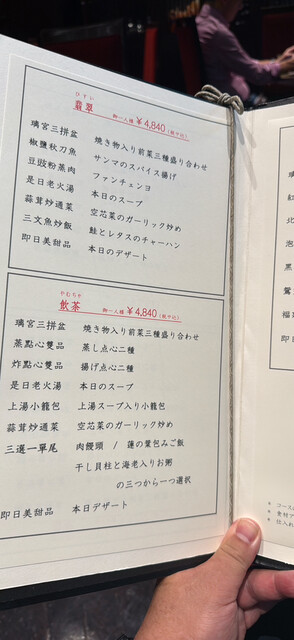 ひすい
翡翠 御一人様 ¥4,840 (税サ込)
璃宮三拼盆 焼き物入り前菜三種盛り合わせ
椒鹽秋刀魚 サンマのスパイス揚げ
豆豉粉蒸肉 ファンチェンヨ
是日老火湯 本日のスープ
蒜茸炒通菜 空芯菜のガーリック炒め
三文魚炒飯 鮭とレタスのチャーハン
即日美甜品 本日のデザート
やむちゃ
飲茶 御一人様 ¥4,840 (税サ込)
璃宮三拼盆 焼き物入り前菜三種盛り合わせ
蒸點心雙品 蒸し点心二種
炸點心雙品 揚げ点心二種
是日老火湯 本日のスープ
上湯小籠包 上湯スープ入り小籠包
蒜茸炒通菜 空芯菜のガーリック炒め
三選一單尾 肉饅頭 / 蓮の葉包みご飯
干し貝柱と海老入りお粥
の三つから一つ選択
即日美甜品 本日デザート